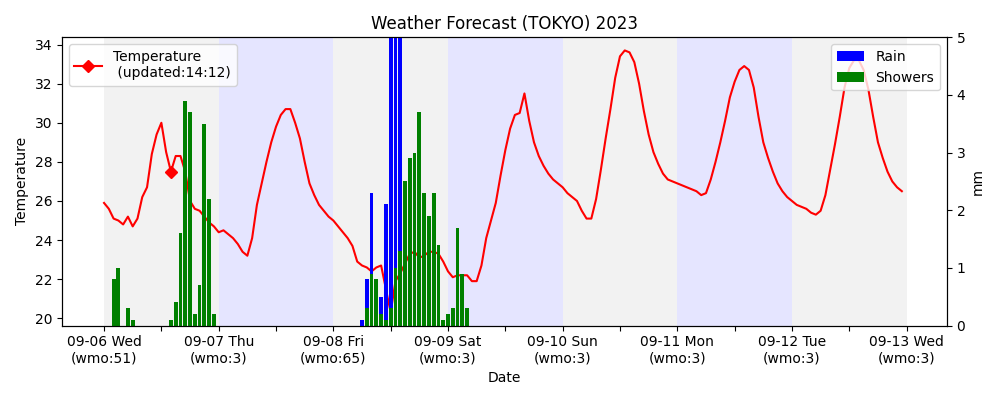 Weather Forecast (TOKYO) 2023
Temperature
(updated:14:12)
Rain
Showers
34
32
30
28
26
24
22
20
Temperature
5
4
3
2
1
0
mm
09-06 Wed
(wmo:51)
09-07 Thu
(wmo:3)
09-08 Fri
(wmo:65)
09-09 Sat
(wmo:3)
09-10 Sun
(wmo:3)
09-11 Mon
(wmo:3)
09-12 Tue
(wmo:3)
09-13 Wed
(wmo:3)
Date